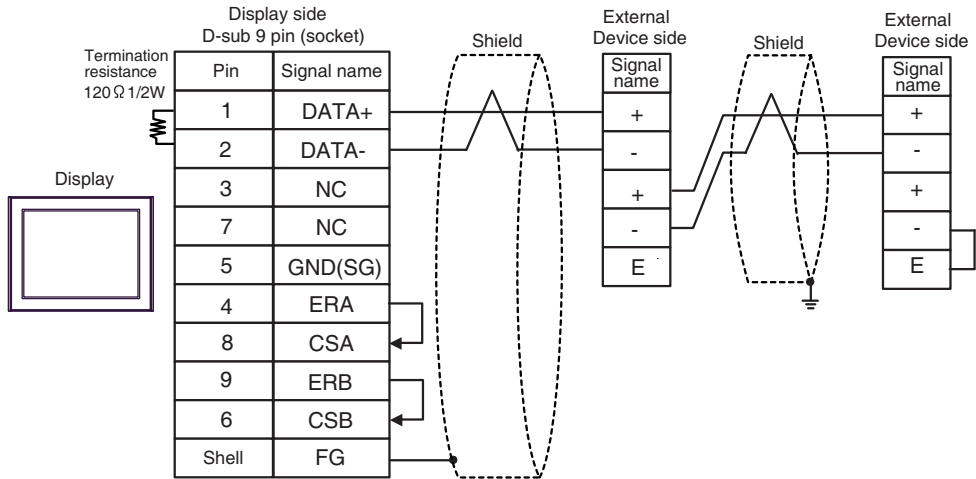 Display side
D-sub 9 pin (socket)
Termination
resistance
120Ω 1/2W
Display
Pin Signal name
1 DATA+
2 DATA-
3 NC
7 NC
5 GND(SG)
4 ERA
8 CSA
9 ERB
6 CSB
Shell FG
Shield
External
Device side
Signal
name
+
-
+
-
E
Shield
External
Device side
Signal
name
+
-
+
-
E